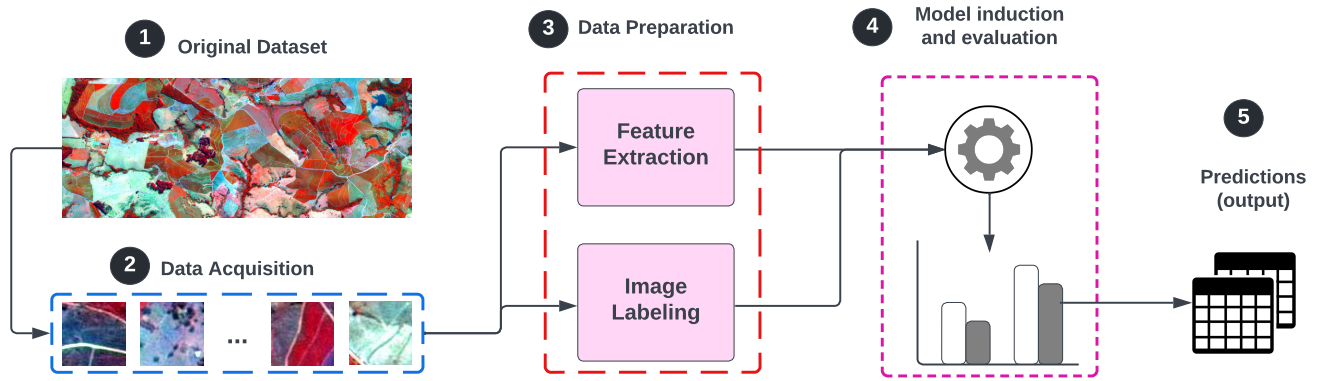 1
Original Dataset
2
Data Acquisition
...
3
Data Preparation
Feature
Extraction
Image
Labeling
4
Model induction
and evaluation
5
Predictions
(output)